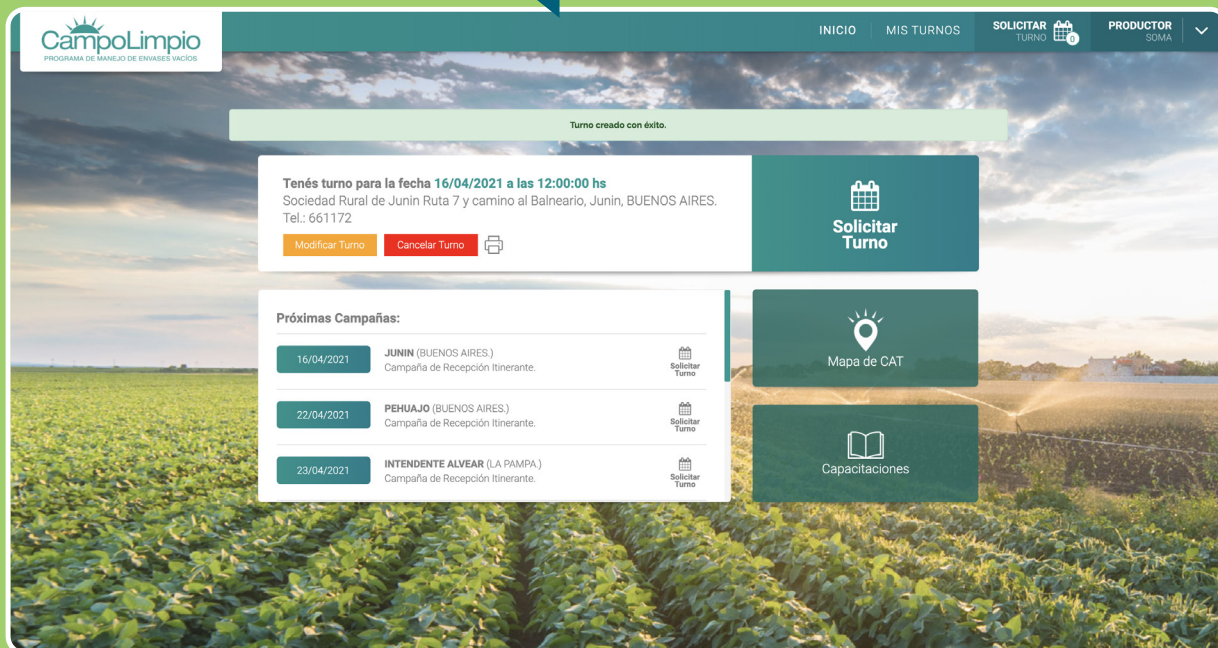 CampoLimpio
PROGRAMA DE MANEJO DE ENVASES VACÍOS
INICIO
MIS TURNOS
SOLICITAR
TURNO
0
PRODUCTOR
SOMA
Turno creado con éxito.
Tenés turno para la fecha 16/04/2021 a las 12:00:00 hs
Sociedad Rural de Junin Ruta 7 y camino al Balneario, Junin, BUENOS AIRES.
Tel.: 661172
Modificar Turno
Cancelar Turno
Solicitar
Turno
Próximas Campañas:
16/04/2021
JUNIN (BUENOS AIRES.)
Campaña de Recepción Itinerante.
Solicitar
Turno
22/04/2021
PEHUAJO (BUENOS AIRES.)
Campaña de Recepción Itinerante.
Solicitar
Turno
23/04/2021
INTENDENTE ALVEAR (LA PAMPA.)
Campaña de Recepción Itinerante.
Solicitar
Turno
Mapa de CAT
Capacitaciones